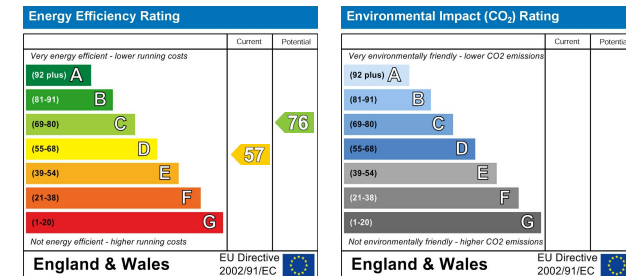 Energy Efficiency Rating
Current Potential
Very energy efficient - lower running costs
(92 plus) A
(81-91) B
(69-80) C
76
(55-68) D
57
(39-54) E
(21-38) F
(1-20) G
Not energy efficient - higher running costs
England & Wales
EU Directive
2002/91/EC
Environmental Impact (CO₂) Rating
Current Potential
Very environmentally friendly - lower CO2 emissions
(92 plus) A
(81-91) B
(69-80) C
(55-68) D
(39-54) E
(21-38) F
(1-20) G
Not environmentally friendly - higher CO2 emissions
England & Wales
EU Directive
2002/91/EC